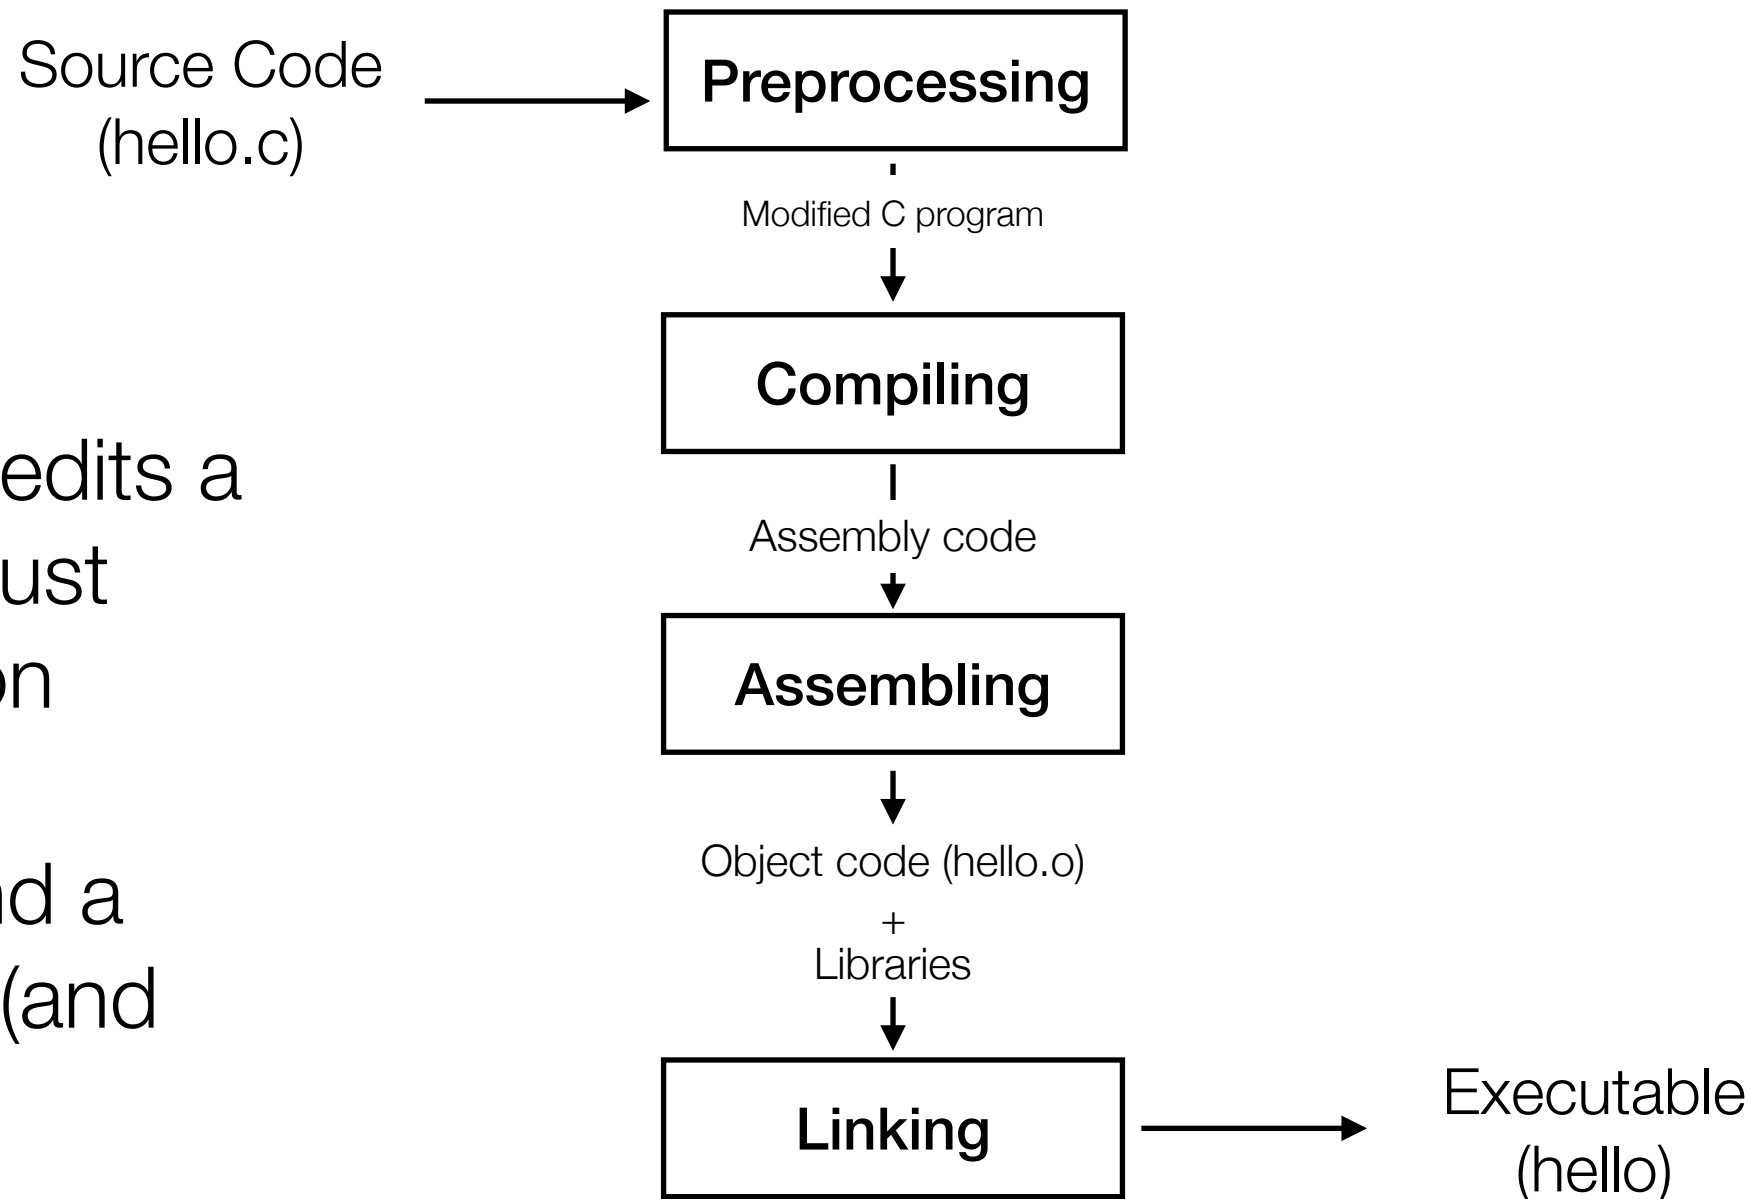 Source Code
(hello.c)
Preprocessing
Modified C program
Compiling
edits a
ust
on
Assembly code
Assembling
Object code (hello.o)
+
Libraries
nd a
(and
Linking
Executable
(hello)